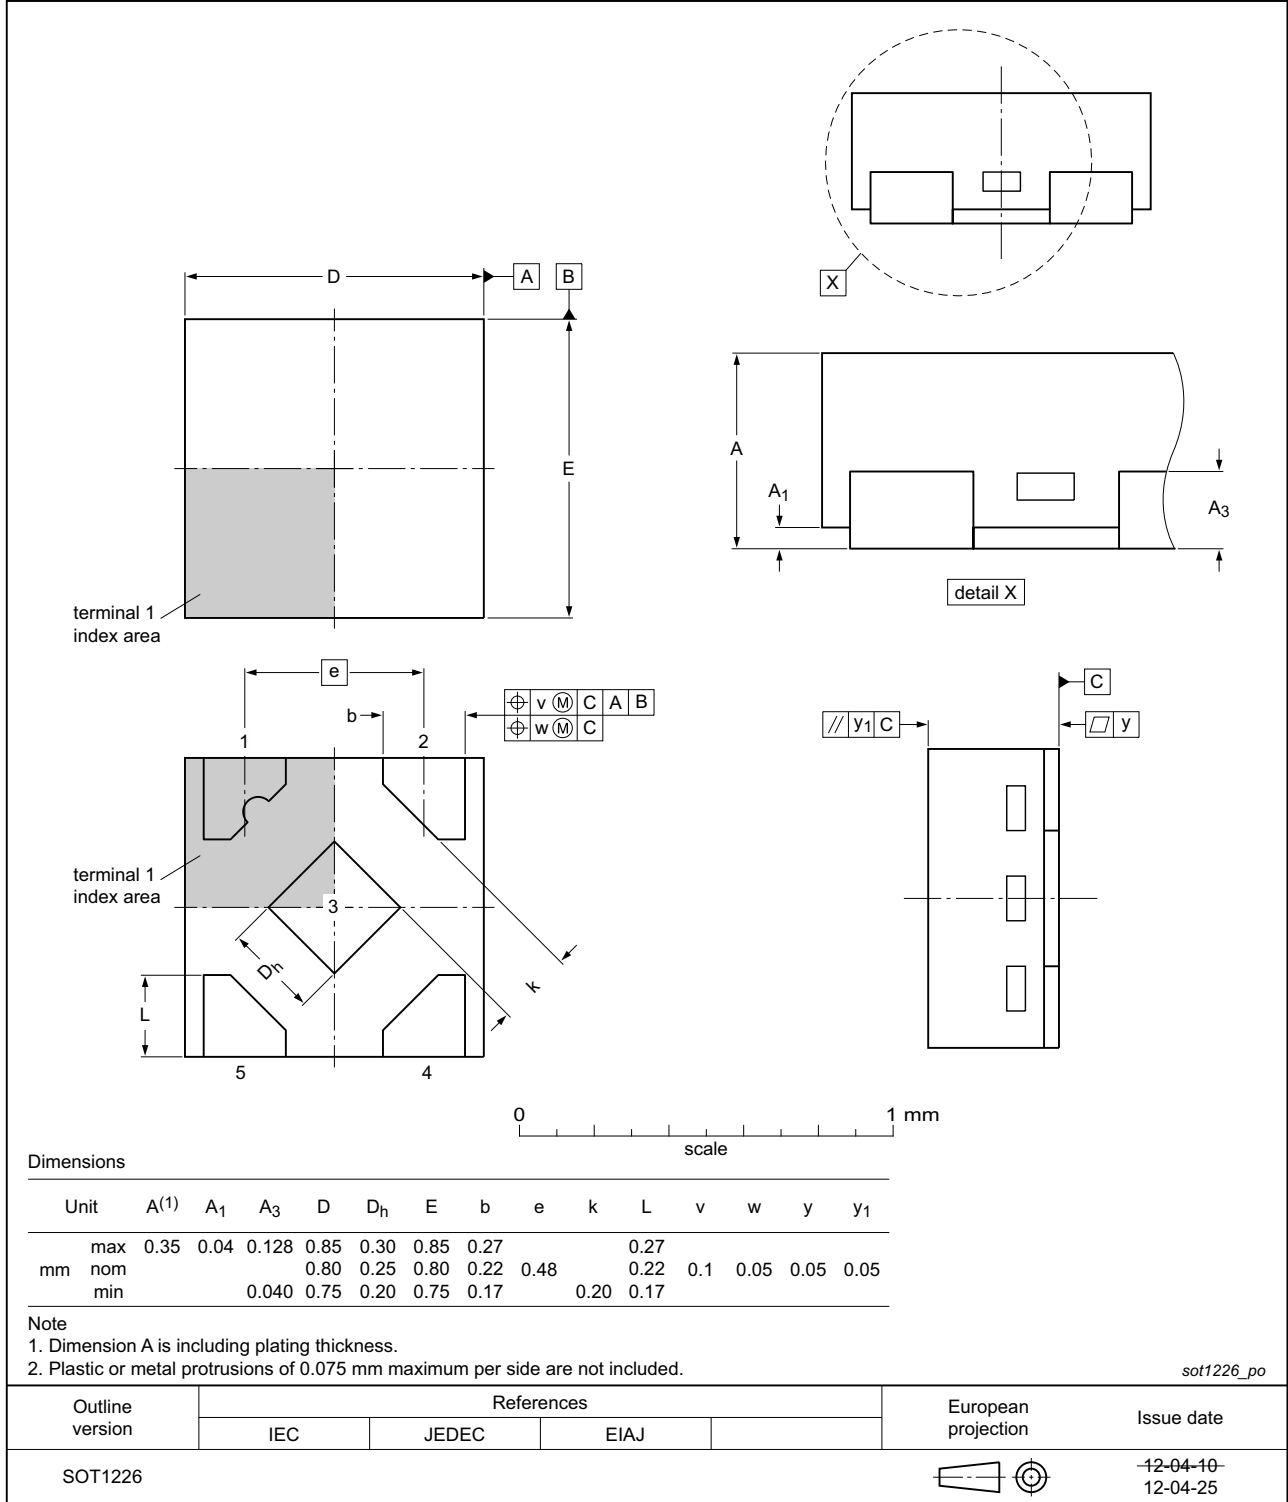 X
D
A
B
E
terminal 1
index area
A
A1
A3
detail X
e
b
v M C A B
w M C
1
2
terminal 1
index area
3
Dh
k
L
5
4
C
// y1 C
y
0
1 mm
scale
Dimensions
Unit A(1) A1 A3 D Dh E b e k L v w y y1
max 0.35 0.04 0.128 0.85 0.30 0.85 0.27 0.27
mm nom 0.80 0.25 0.80 0.22 0.48 0.22 0.1 0.05 0.05 0.05
min 0.040 0.75 0.20 0.75 0.17 0.20 0.17
Note
1. Dimension A is including plating thickness.
2. Plastic or metal protrusions of 0.075 mm maximum per side are not included.
sot1226_po
Outline
version
References
IEC JEDEC EIAJ
European
projection
Issue date
SOT1226
12-04-10
12-04-25